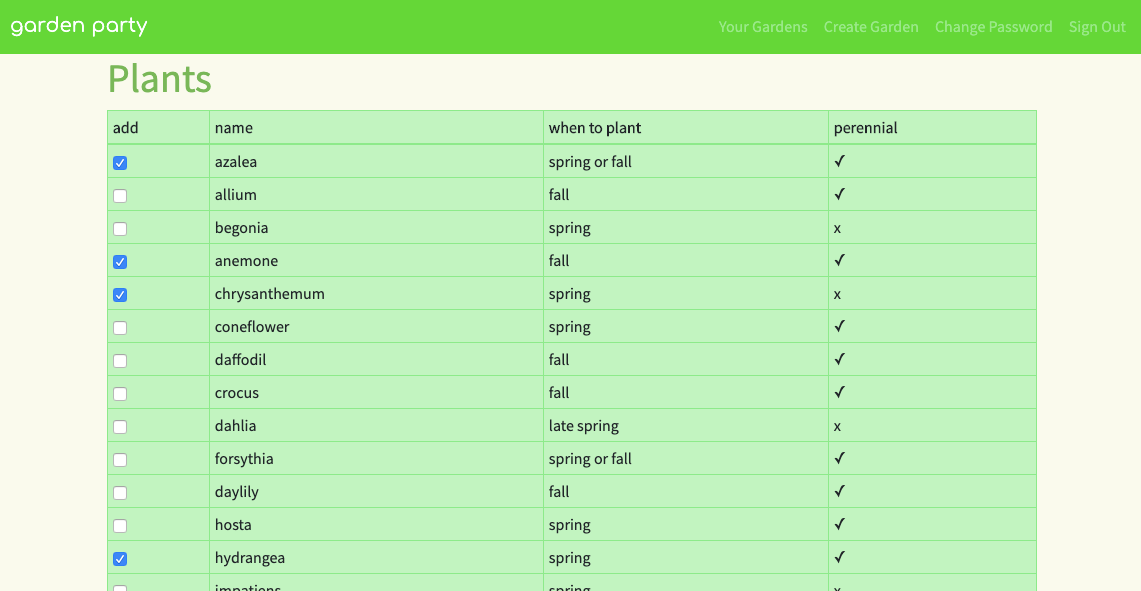 garden party Your Gardens Create Garden Change Password Sign Out
Plants
add name when to plant perennial
azalea spring or fall ✓
allium fall ✓
begonia spring x
anemone fall ✓
chrysanthemum spring x
coneflower spring ✓
daffodil fall ✓
crocus fall ✓
dahlia late spring x
forsythia spring or fall ✓
daylily fall ✓
hosta spring ✓
hydrangea spring ✓
impatiens spring x